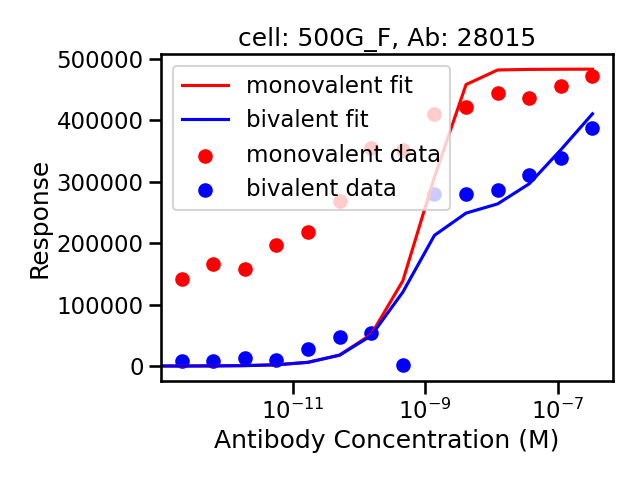 cell: 500G_F, Ab: 28015
monovalent fit
bivalent fit
monovalent data
bivalent data
500000
400000
300000
200000
100000
0
Response
10⁻¹¹ 10⁻⁹ 10⁻⁷
Antibody Concentration (M)